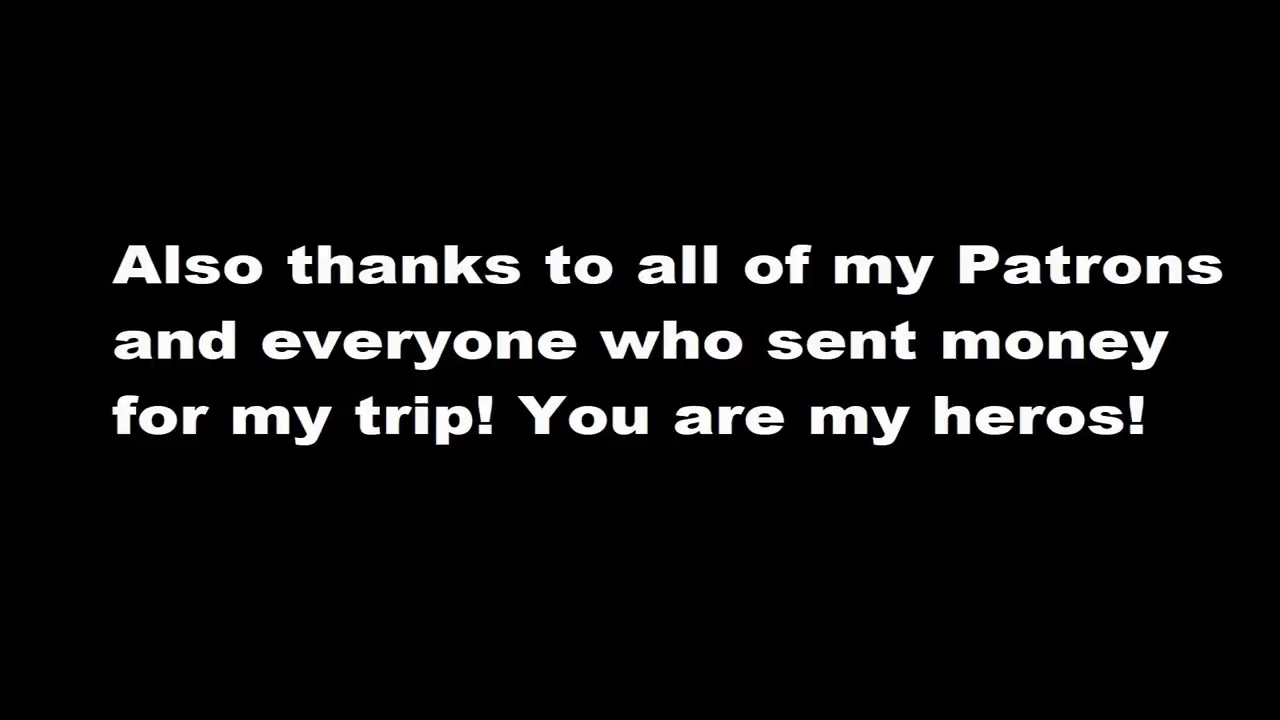 Also thanks to all of my Patrons
and everyone who sent money
for my trip! You are my heros!